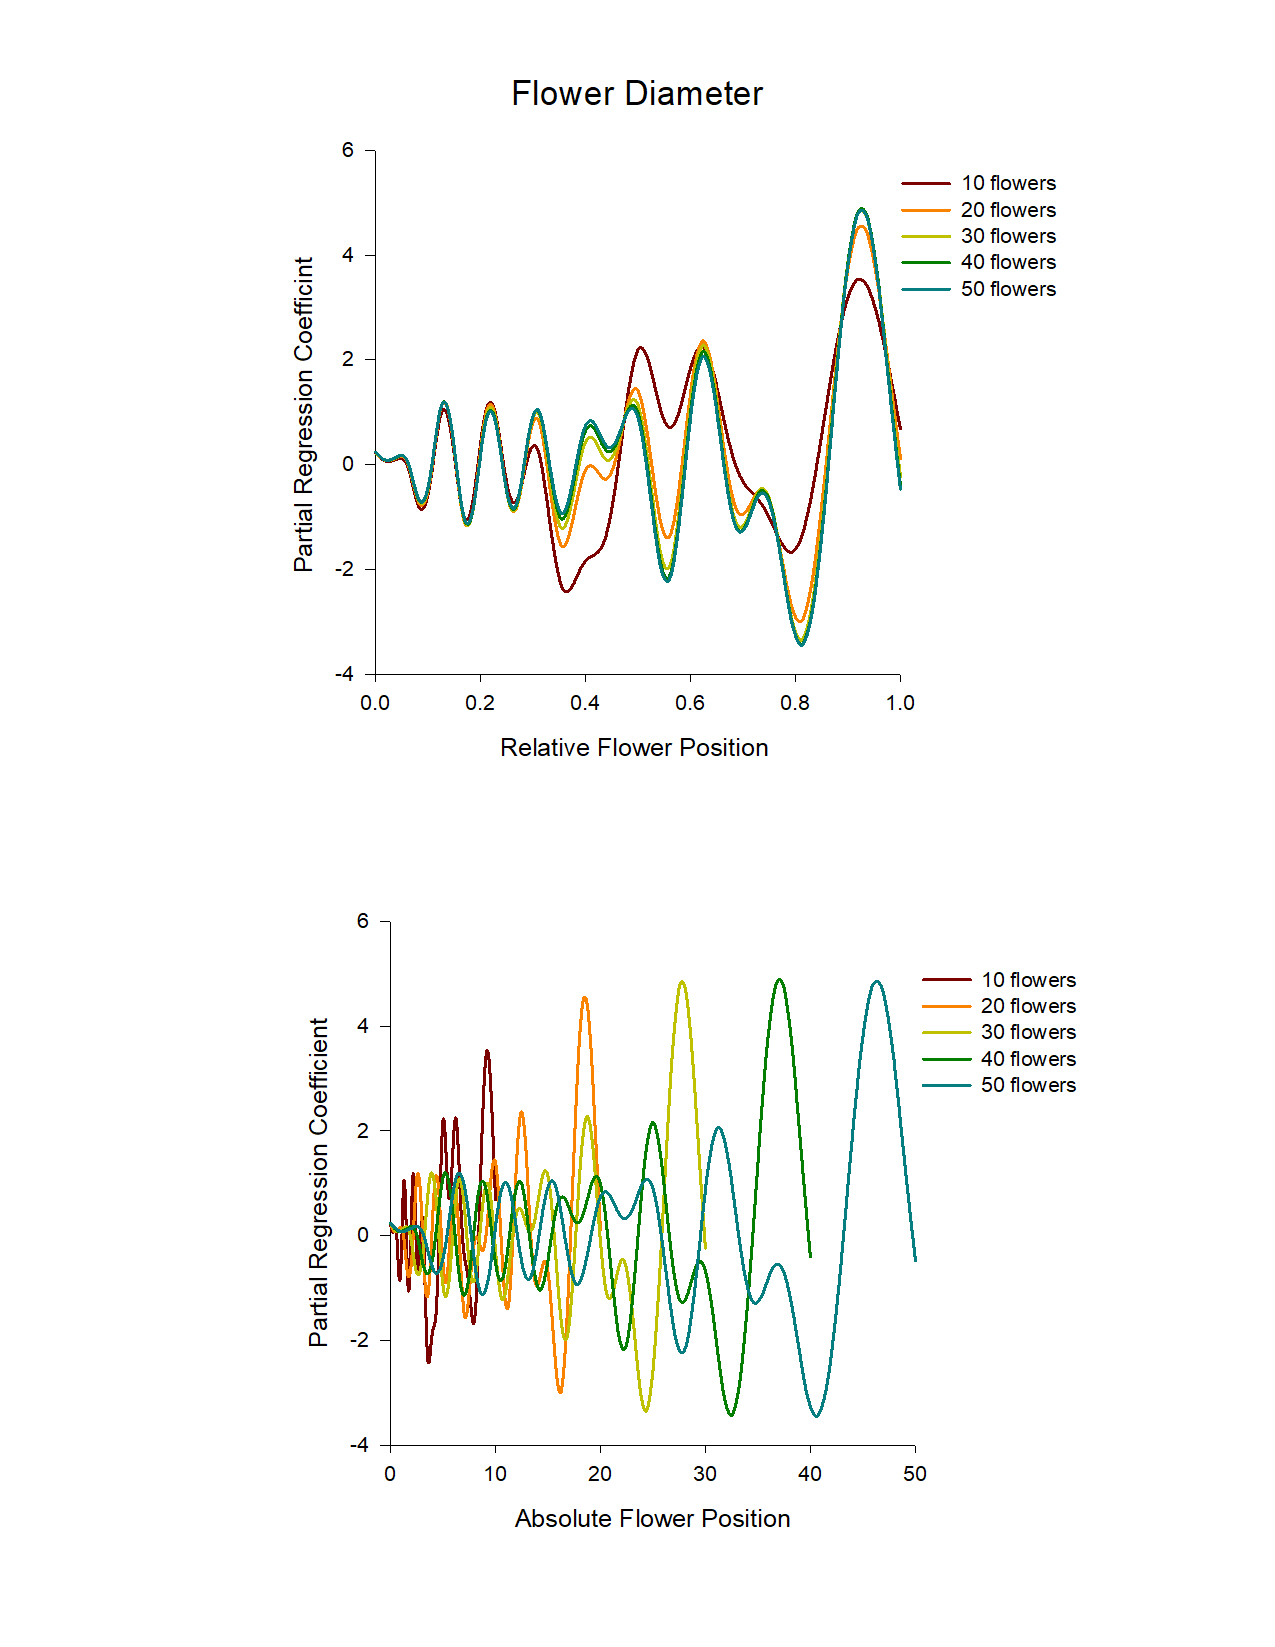 Flower Diameter
6
4
2
0
-2
-4
Partial Regression Coefficint
0.0 0.2 0.4 0.6 0.8 1.0
Relative Flower Position
10 flowers
20 flowers
30 flowers
40 flowers
50 flowers
6
4
2
0
-2
-4
Partial Regression Coefficient
0 10 20 30 40 50
Absolute Flower Position
10 flowers
20 flowers
30 flowers
40 flowers
50 flowers